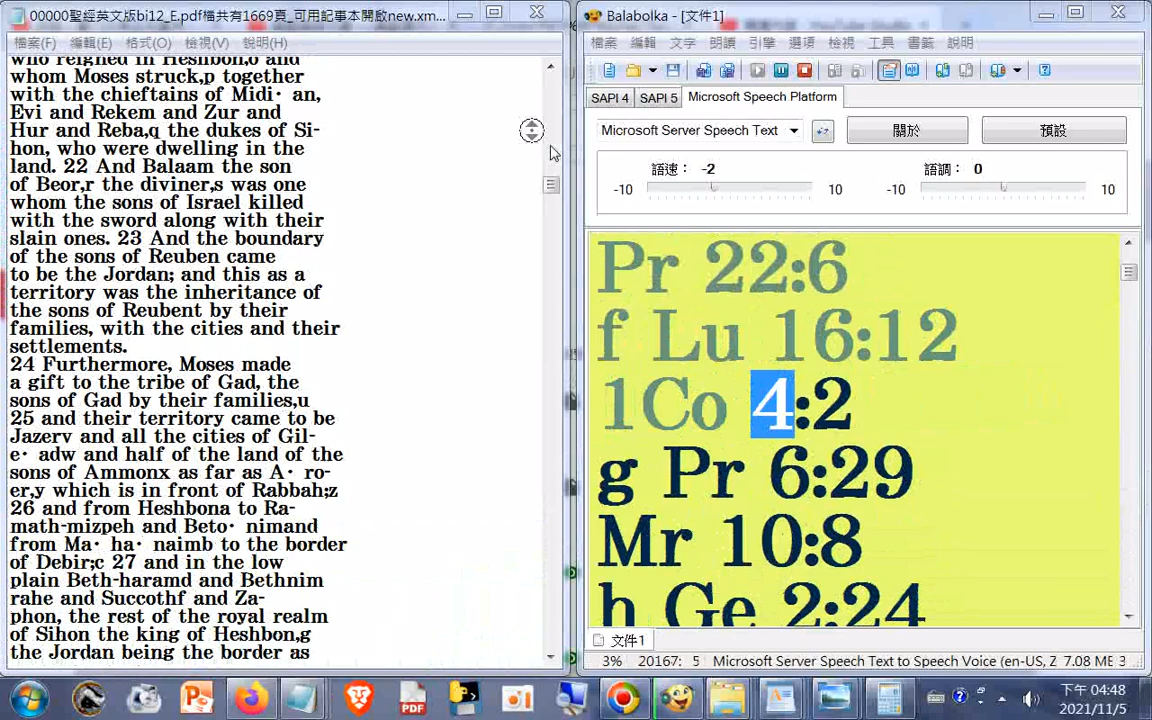 00000聖經英文版bi12_E.pdf檔共有1669頁_可用記事本開啟new.xm...
檔案(F) 編輯(E) 格式(O) 檢視(V) 說明(H)
who reigned in Heshbon,o and
whom Moses struck,p together
with the chieftains of Midi· an,
Evi and Rekem and Zur and
Hur and Reba,q the dukes of Si-
hon, who were dwelling in the
land. 22 And Balaam the son
of Beor,r the diviner,s was one
whom the sons of Israel killed
with the sword along with their
slain ones. 23 And the boundary
of the sons of Reuben came
to be the Jordan; and this as a
territory was the inheritance of
the sons of Reubent by their
families, with the cities and their
settlements.
24 Furthermore, Moses made
a gift to the tribe of Gad, the
sons of Gad by their families,u
25 and their territory came to be
Jazerv and all the cities of Gil-
e· adw and half of the land of the
sons of Ammonx as far as A· ro-
er,y which is in front of Rabbah;z
26 and from Heshbona to Ra-
math-mizpeh and Beto· nimand
from Ma· ha· naimb to the border
of Debir;c 27 and in the low
plain Beth-haramd and Bethnim
rahe and Succothf and Za-
phon, the rest of the royal realm
of Sihon the king of Heshbon,g
the Jordan being the border as
Balabolka - [文件1]
檔案 編輯 文字 朗讀 引擎 選項 檢視 工具 書籤 說明
SAPI 4 SAPI 5 Microsoft Speech Platform
Microsoft Server Speech Text 關於 預設
語速: -2 語調: 0
-10 10 -10 10
Pr 22:6
f Lu 16:12
1Co 4:2
g Pr 6:29
Mr 10:8
h Ge 2:24
文件1
3% 20167: 5 Microsoft Server Speech Text to Speech Voice (en-US, Z 7.08 ME 3
PDF
下午 04:48
2021/11/5